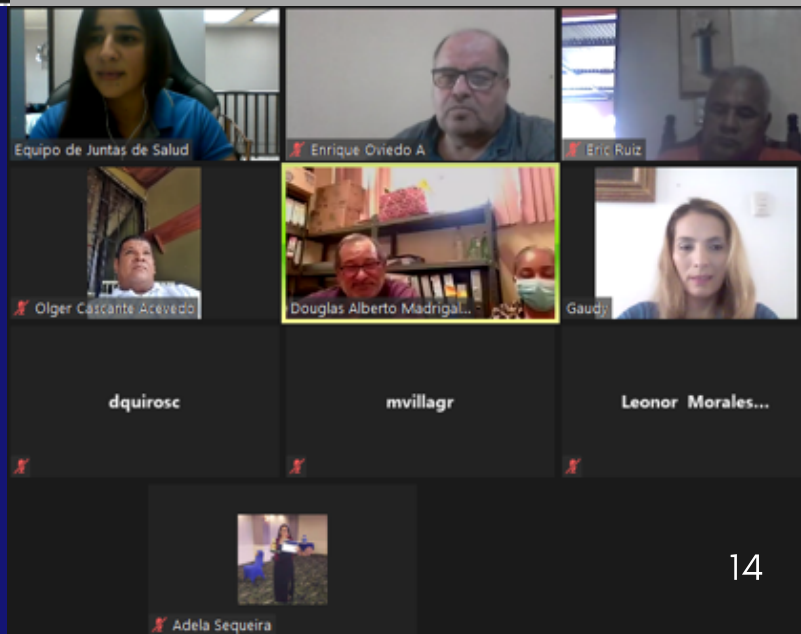 Equipo de Juntas de Salud
Enrique Oviedo A
Eric Ruiz
Olger Cascante Acevedo
Douglas Alberto Madrigal...
Gaudy
dquirosc
mvillagr
Leonor Morales...
Adela Sequeira
14